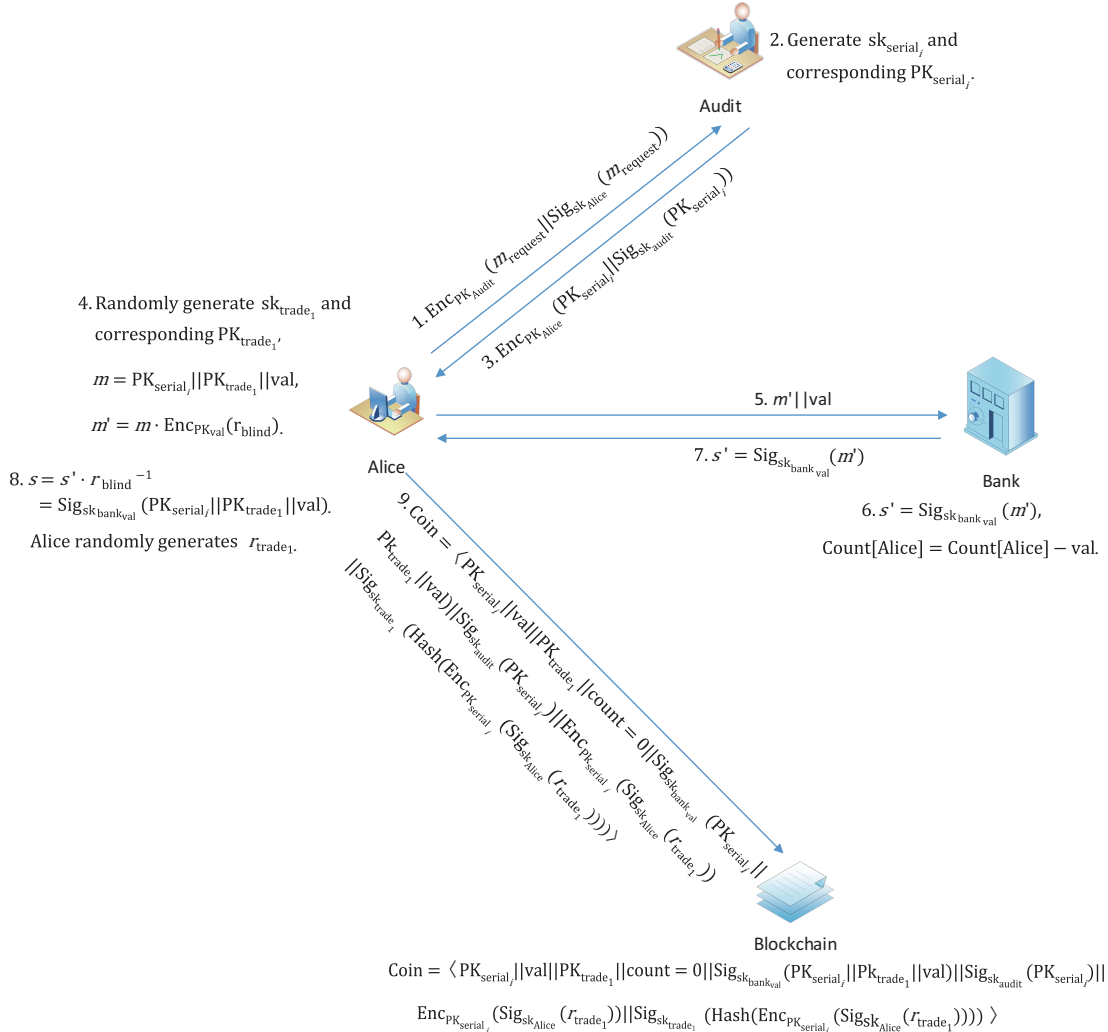 2. Generate sk_serial_i and
corresponding PK_serial_i.
Audit
1. Enc_PK_Audit(m_request||Sig_sk_Alice(m_request))
3. Enc_PK_Alice(PK_serial_i||Sig_sk_audit(PK_serial_i))
4. Randomly generate sk_trade_1 and
corresponding PK_trade_1,
m = PK_serial_i||PK_trade_1||val,
m' = m · Enc_PK_val(r_blind).
Alice
5. m'||val
7. s' = Sig_sk_bank_val(m')
Bank
6. s' = Sig_sk_bank_val(m'),
Count[Alice] = Count[Alice] − val.
8. s = s' · r_blind^−1
= Sig_sk_bank_val(PK_serial_i||PK_trade_1||val).
Alice randomly generates r_trade_1.
9. Coin = ⟨PK_serial_i||val||PK_trade_1||count = 0||Sig_sk_bank_val(PK_serial_i||
Pk_trade_1||val)||Sig_sk_audit(PK_serial_i)||Enc_Pk_serial_i(Sig_sk_Alice(r_trade_1))
||Sig_sk_trade_1(Hash(Enc_PK_serial_i(Sig_sk_Alice(r_trade_1))))⟩
Blockchain
Coin = ⟨PK_serial_i||val||PK_trade_1||count = 0||Sig_sk_bank_val(PK_serial_i||Pk_trade_1||val)||Sig_sk_audit(PK_serial_i)||
Enc_PK_serial_i(Sig_sk_Alice(r_trade_1))||Sig_sk_trade_1(Hash(Enc_PK_serial_i(Sig_sk_Alice(r_trade_1))))⟩